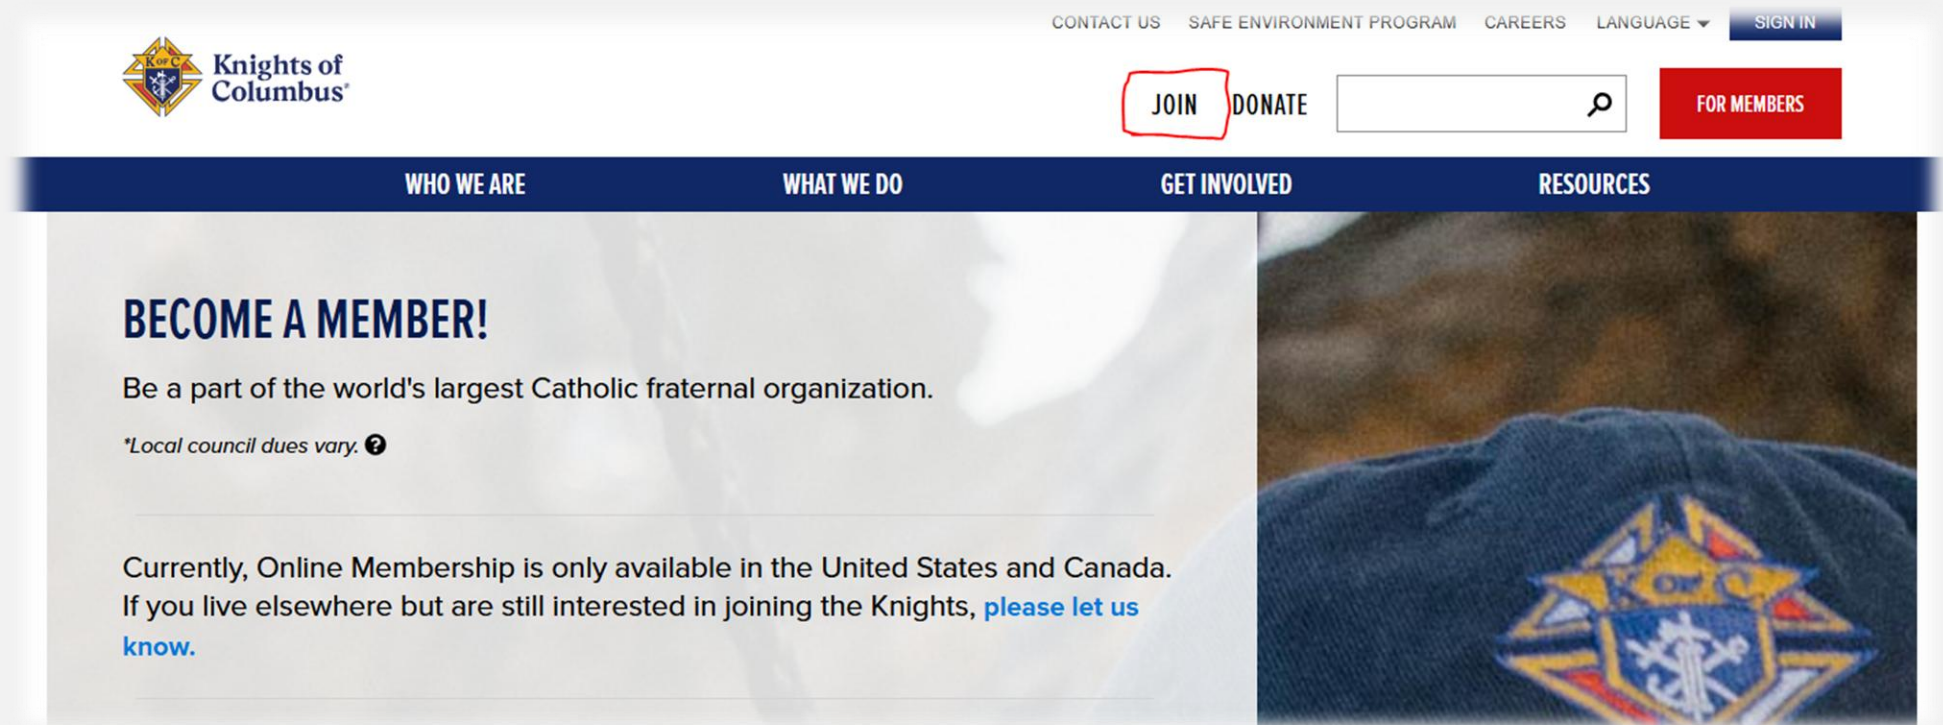 CONTACT US SAFE ENVIRONMENT PROGRAM CAREERS LANGUAGE SIGN IN
K OF C
Knights of
Columbus®
JOIN DONATE FOR MEMBERS
WHO WE ARE WHAT WE DO GET INVOLVED RESOURCES
BECOME A MEMBER!
Be a part of the world's largest Catholic fraternal organization.
*Local council dues vary. ?
Currently, Online Membership is only available in the United States and Canada.
If you live elsewhere but are still interested in joining the Knights, please let us
know.
K OF C